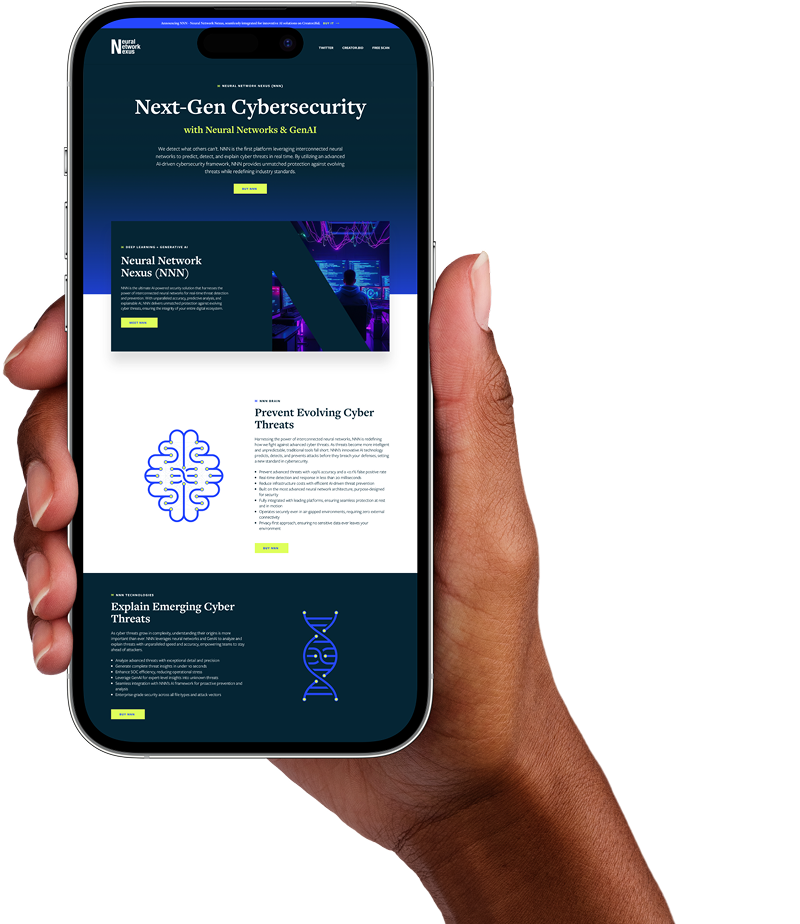 Announcing NNN – Neural Network Nexus, seamlessly integrated for innovative AI solutions on CreatorBid BUY IT
Neural
Network
Nexus
TWITTER CREATOR.BID FREE SCAN
NEURAL NETWORK NEXUS (NNN)
Next-Gen Cybersecurity
with Neural Networks & GenAI
We detect what others can't. NNN is the first platform leveraging interconnected neural
networks to predict, detect, and explain cyber threats in real time. By utilizing an advanced
AI-driven cybersecurity framework, NNN provides unmatched protection against evolving
threats while redefining industry standards.
BUY NNN
DEEP LEARNING + GENERATIVE AI
Neural Network
Nexus (NNN)
NNN is the ultimate AI-powered security solution that harnesses the
power of interconnected neural networks for real-time threat detection
and prevention. With unparalleled accuracy, predictive analysis, and
explainable AI, NNN delivers unmatched protection against evolving
cyber threats, ensuring the integrity of your entire digital ecosystem.
MEET NNN
NNN BRAIN
Prevent Evolving Cyber
Threats
Harnessing the power of interconnected neural networks, NNN is redefining
how we fight against advanced cyber threats. As threats become more intelligent
and unpredictable, traditional tools fall short. NNN's innovative AI technology
predicts, detects, and prevents attacks before they breach your defenses, setting
a new standard in cybersecurity.
Prevent advanced threats with >99% accuracy and a <0.1% false positive rate
Real-time detection and response in less than 20 milliseconds
Reduce infrastructure costs with efficient AI-driven threat prevention
Built on the most advanced neural network architecture, purpose-designed
for security
Fully integrated with leading platforms, ensuring seamless protection at rest
and in motion
Operates securely even in air-gapped environments, requiring zero external
connectivity
Privacy-first approach, ensuring no sensitive data ever leaves your
environment
BUY NNN
NNN TECHNOLOGIES
Explain Emerging Cyber
Threats
As cyber threats grow in complexity, understanding their origins is more
important than ever. NNN leverages neural networks and GenAI to analyze and
explain threats with unparalleled speed and accuracy, empowering teams to stay
ahead of attackers.
Analyze advanced threats with exceptional detail and precision
Generate complete threat insights in under 10 seconds
Enhance SOC efficiency, reducing operational stress
Leverage GenAI for expert-level insights into unknown threats
Seamless integration with NNN's AI framework for proactive prevention and
analysis
Enterprise-grade security across all file types and attack vectors
BUY NNN